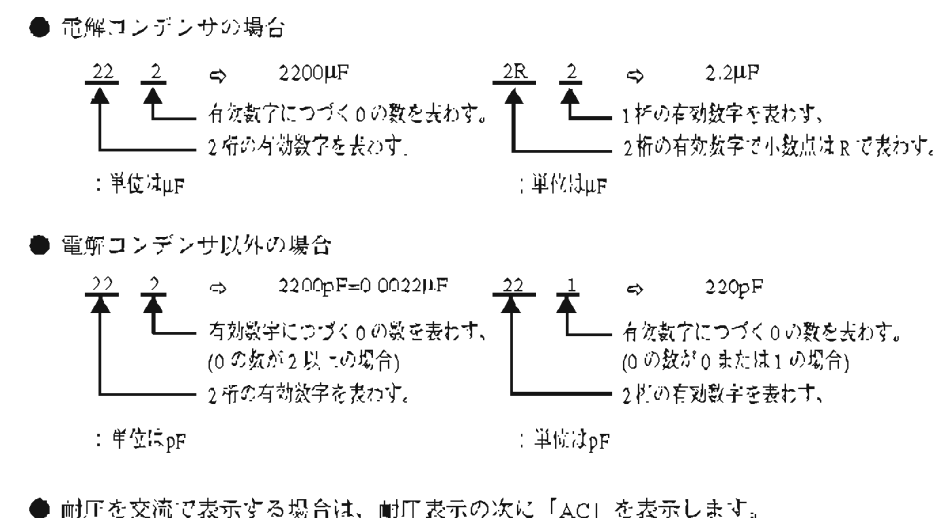 ● 電解コンデンサの場合
22 2 ⇨ 2200μF
有効数字につづく0の数を表わす。
2桁の有効数字を表わす.
: 単位はμF
2R 2 ⇨ 2.2μF
1桁の有効数字を表わす、
2桁の有効数字で小数点はRで表わす。
: 単位はμF
● 電解コンデンサ以外の場合
22 2 ⇨ 2200pF=0 0022μF
有効数字につづく0の数を表わす、
(0の数が2以上の場合)
2桁の有効数字を表わす。
: 単位はpF
22 1 ⇨ 220pF
有効数字につづく0の数を表わす。
(0の数が0または1の場合)
2桁の有効数字を表わす、
: 単位はpF
● 耐圧を交流で表示する場合は、耐圧表示の次に「AC」を表示します。